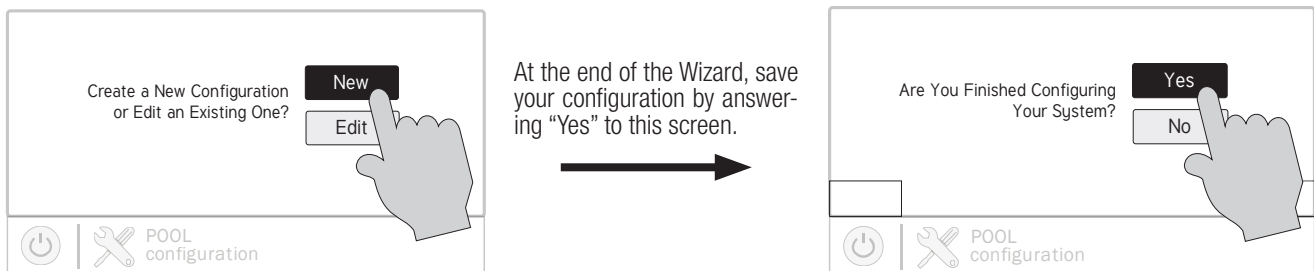 Create a New Configuration
or Edit an Existing One?
New
Edit
POOL
configuration
At the end of the Wizard, save
your configuration by answer-
ing “Yes” to this screen.
Are You Finished Configuring
Your System?
Yes
No
POOL
configuration